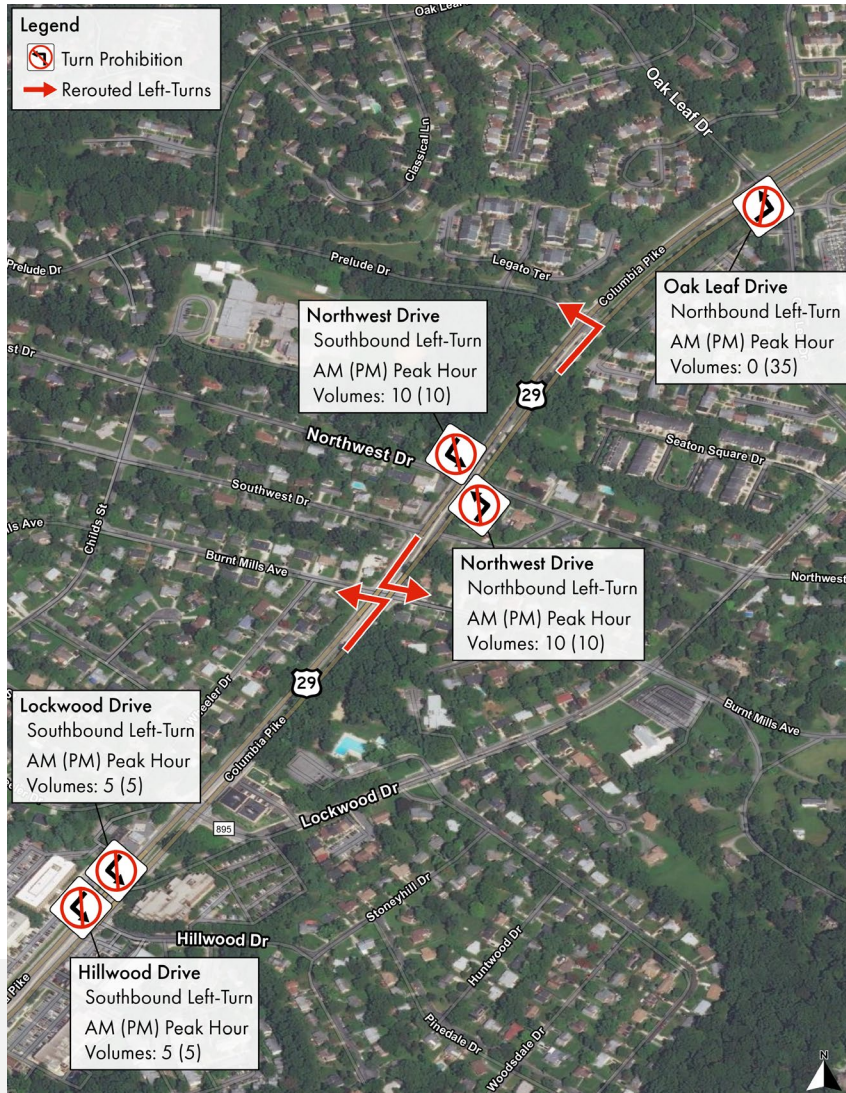 Legend
Turn Prohibition
Rerouted Left-Turns
Oak Leaf
Oak Leaf Dr
Classical Ln
Prelude Dr
Prelude Dr
Legato Ter
Columbia Pike
Oak Leaf Drive
Northbound Left-Turn
AM (PM) Peak Hour
Volumes: 0 (35)
Northwest Drive
Southbound Left-Turn
AM (PM) Peak Hour
Volumes: 10 (10)
29
st Dr
Northwest Dr
Seaton Square Dr
Southwest Dr
Childs St
lls Ave
Burnt Mills Ave
Northwest Drive
Northbound Left-Turn
AM (PM) Peak Hour
Volumes: 10 (10)
Northwest
29
Lockwood Drive
Southbound Left-Turn
AM (PM) Peak Hour
Volumes: 5 (5)
eeler Dr
Columbia Pike
Burnt Mills Ave
Lockwood Dr
895
Stoneyhill Dr
Hillwood Dr
Huntwood Dr
Pike
Hillwood Drive
Southbound Left-Turn
AM (PM) Peak Hour
Volumes: 5 (5)
Pinedale Dr
Woodsdale Dr
N